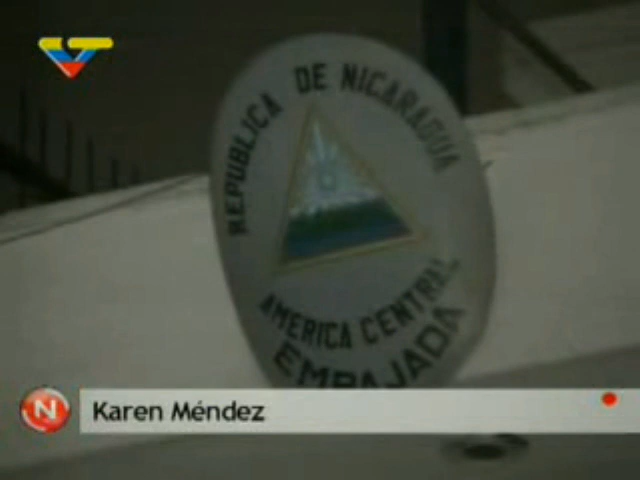 REPUBLICA DE NICARAGUA
AMERICA CENTRAL
EMBAJADA
N Karen Méndez